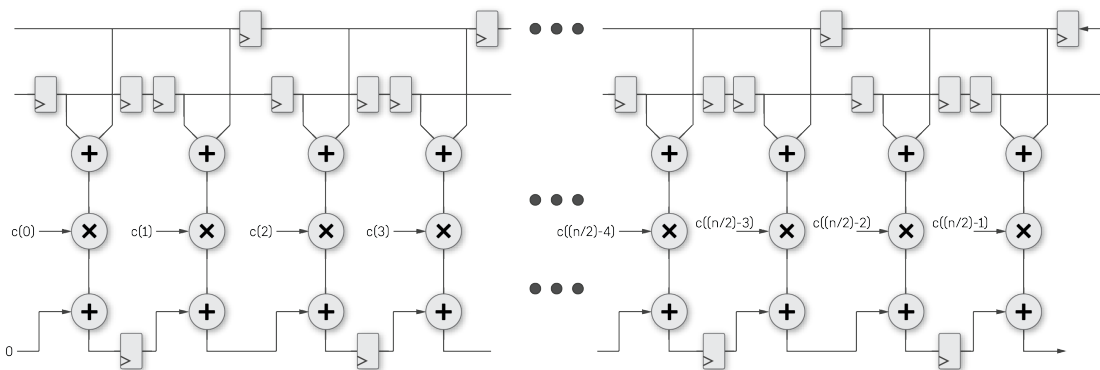 c(0)
c(1)
c(2)
c(3)
c((n/2)-4)
c((n/2)-3)
c((n/2)-2)
c((n/2)-1)
0